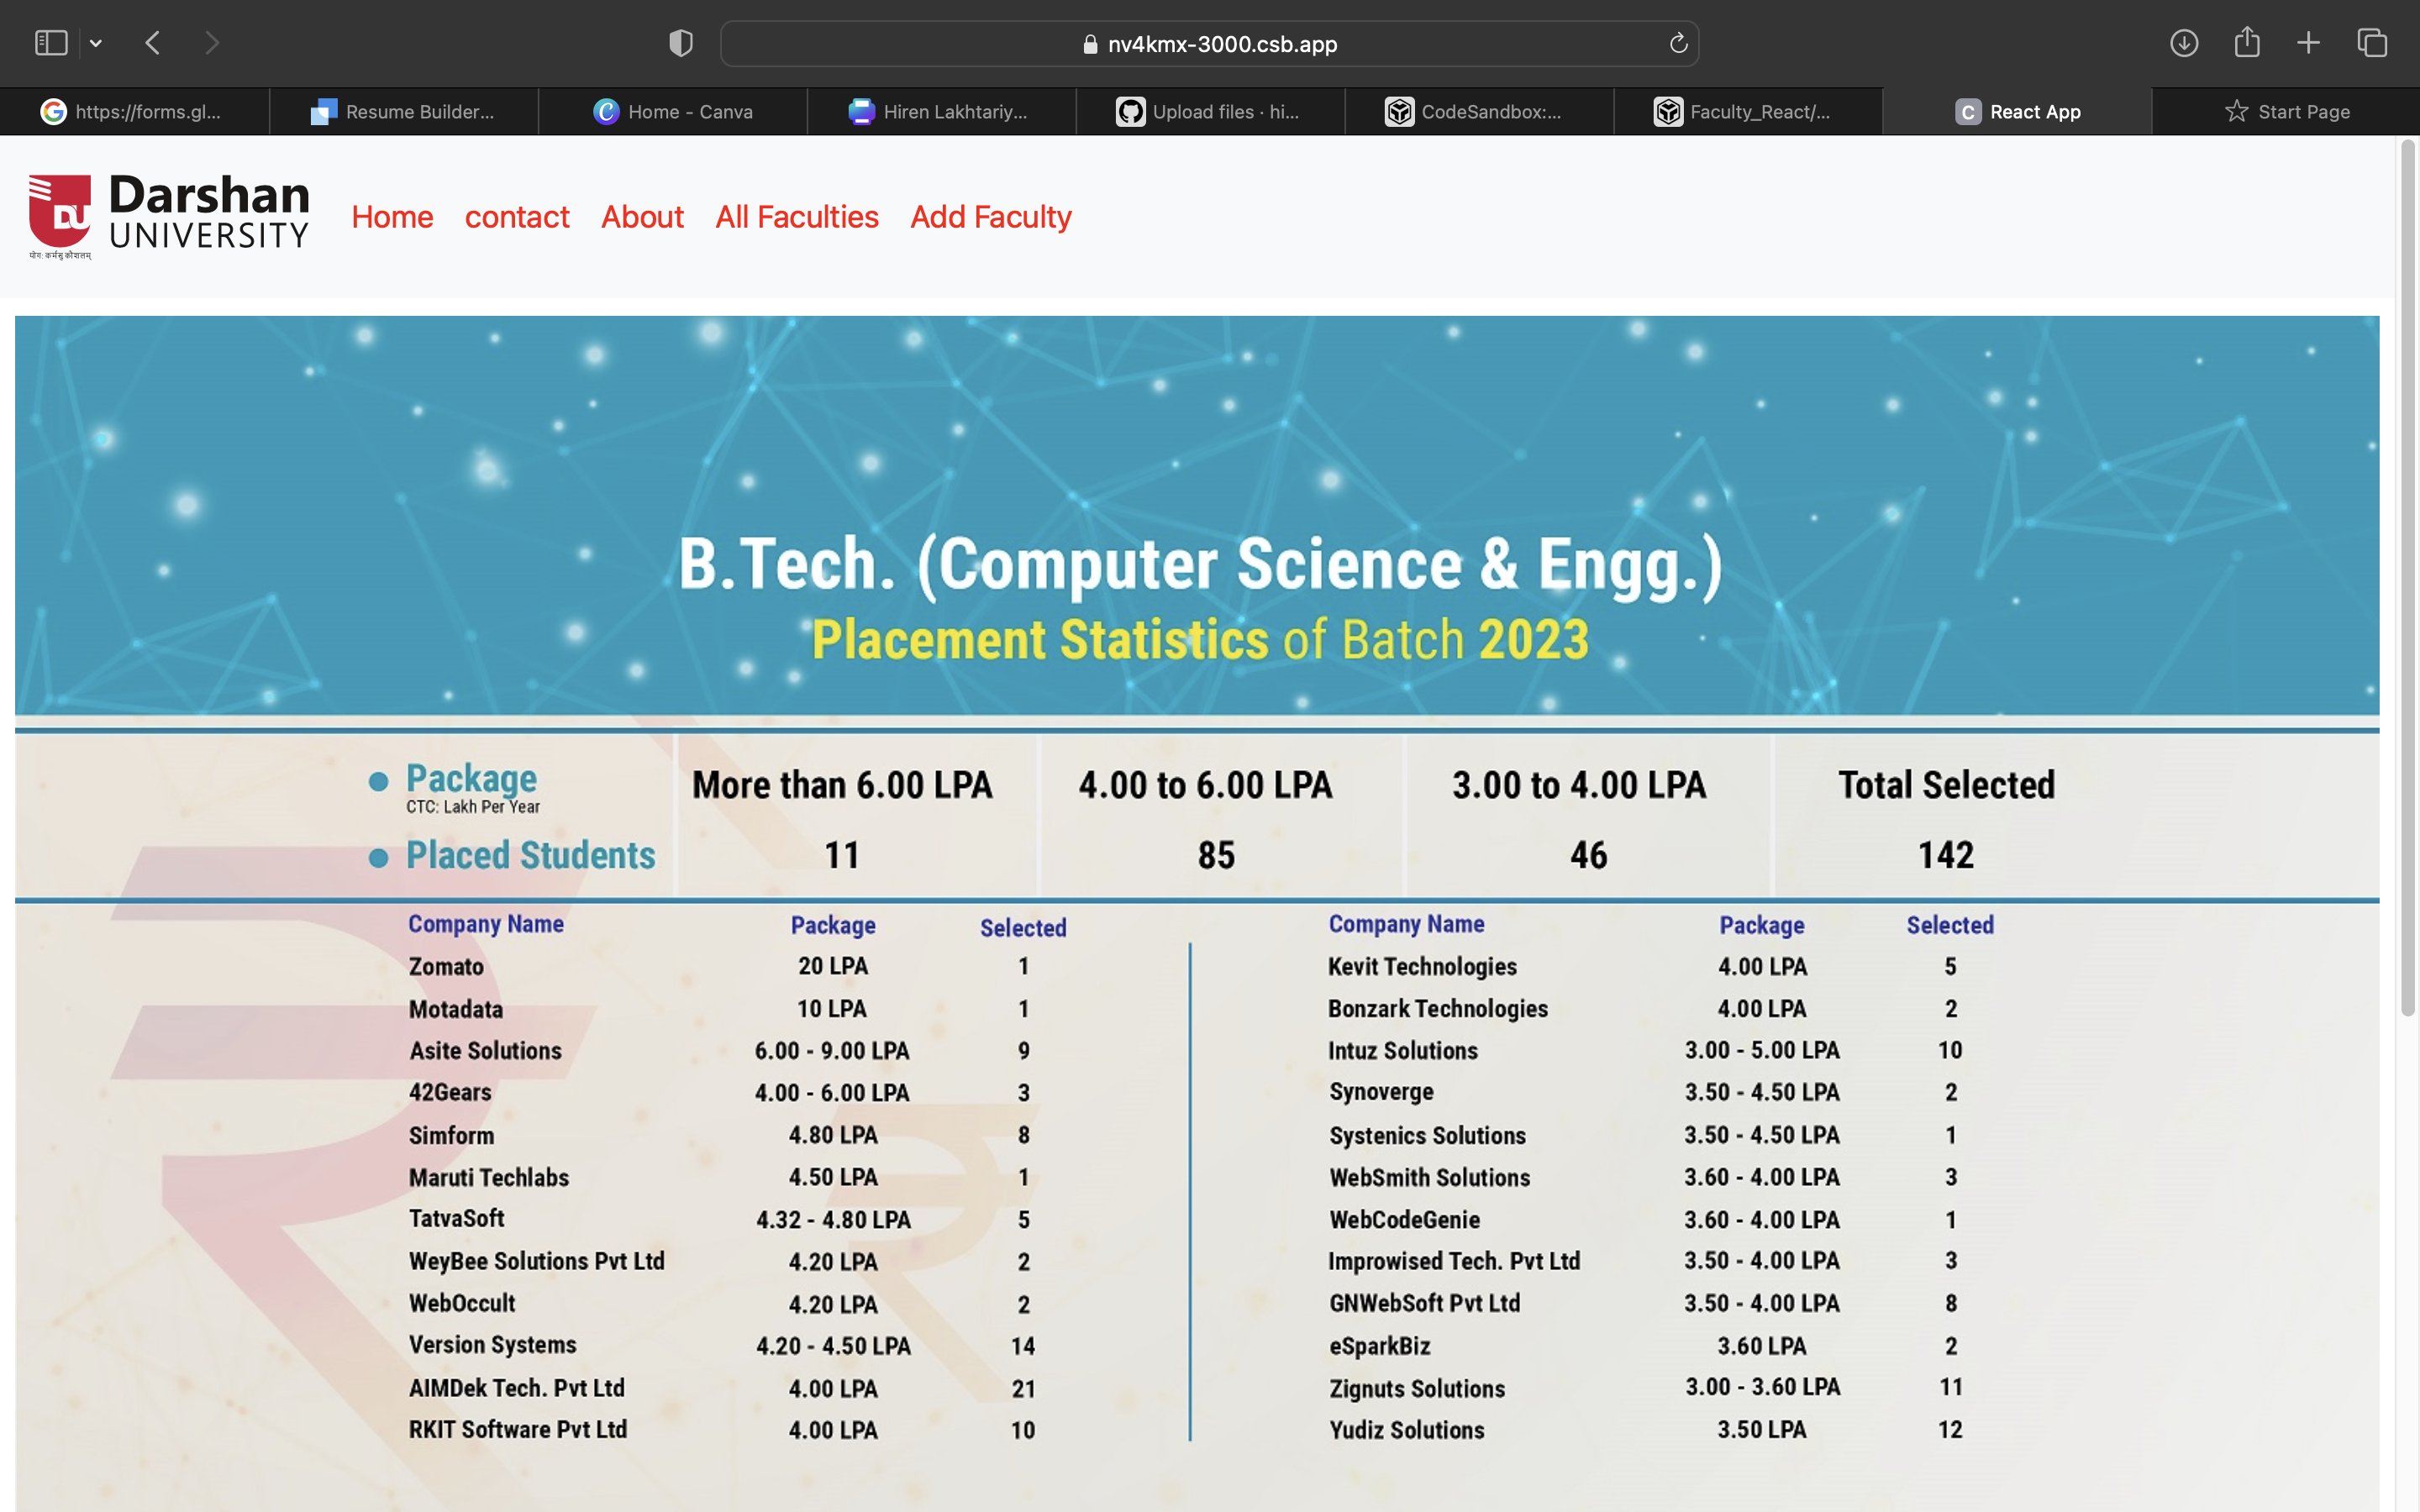 nv4kmx-3000.csb.app
https://forms.gl...
Resume Builder...
Home - Canva
Hiren Lakhtariy...
Upload files · hi...
CodeSandbox:...
Faculty_React/...
C React App
Start Page
DU
Darshan
UNIVERSITY
योग: कर्मसु कौशलम्
Home contact About All Faculties Add Faculty
B.Tech. (Computer Science & Engg.)
Placement Statistics of Batch 2023
Package More than 6.00 LPA 4.00 to 6.00 LPA 3.00 to 4.00 LPA Total Selected
CTC: Lakh Per Year
Placed Students 11 85 46 142
Company Name Package Selected
Zomato 20 LPA 1
Motadata 10 LPA 1
Asite Solutions 6.00 - 9.00 LPA 9
42Gears 4.00 - 6.00 LPA 3
Simform 4.80 LPA 8
Maruti Techlabs 4.50 LPA 1
TatvaSoft 4.32 - 4.80 LPA 5
WeyBee Solutions Pvt Ltd 4.20 LPA 2
WebOccult 4.20 LPA 2
Version Systems 4.20 - 4.50 LPA 14
AIMDek Tech. Pvt Ltd 4.00 LPA 21
RKIT Software Pvt Ltd 4.00 LPA 10
Company Name Package Selected
Kevit Technologies 4.00 LPA 5
Bonzark Technologies 4.00 LPA 2
Intuz Solutions 3.00 - 5.00 LPA 10
Synoverge 3.50 - 4.50 LPA 2
Systenics Solutions 3.50 - 4.50 LPA 1
WebSmith Solutions 3.60 - 4.00 LPA 3
WebCodeGenie 3.60 - 4.00 LPA 1
Improwised Tech. Pvt Ltd 3.50 - 4.00 LPA 3
GNWebSoft Pvt Ltd 3.50 - 4.00 LPA 8
eSparkBiz 3.60 LPA 2
Zignuts Solutions 3.00 - 3.60 LPA 11
Yudiz Solutions 3.50 LPA 12